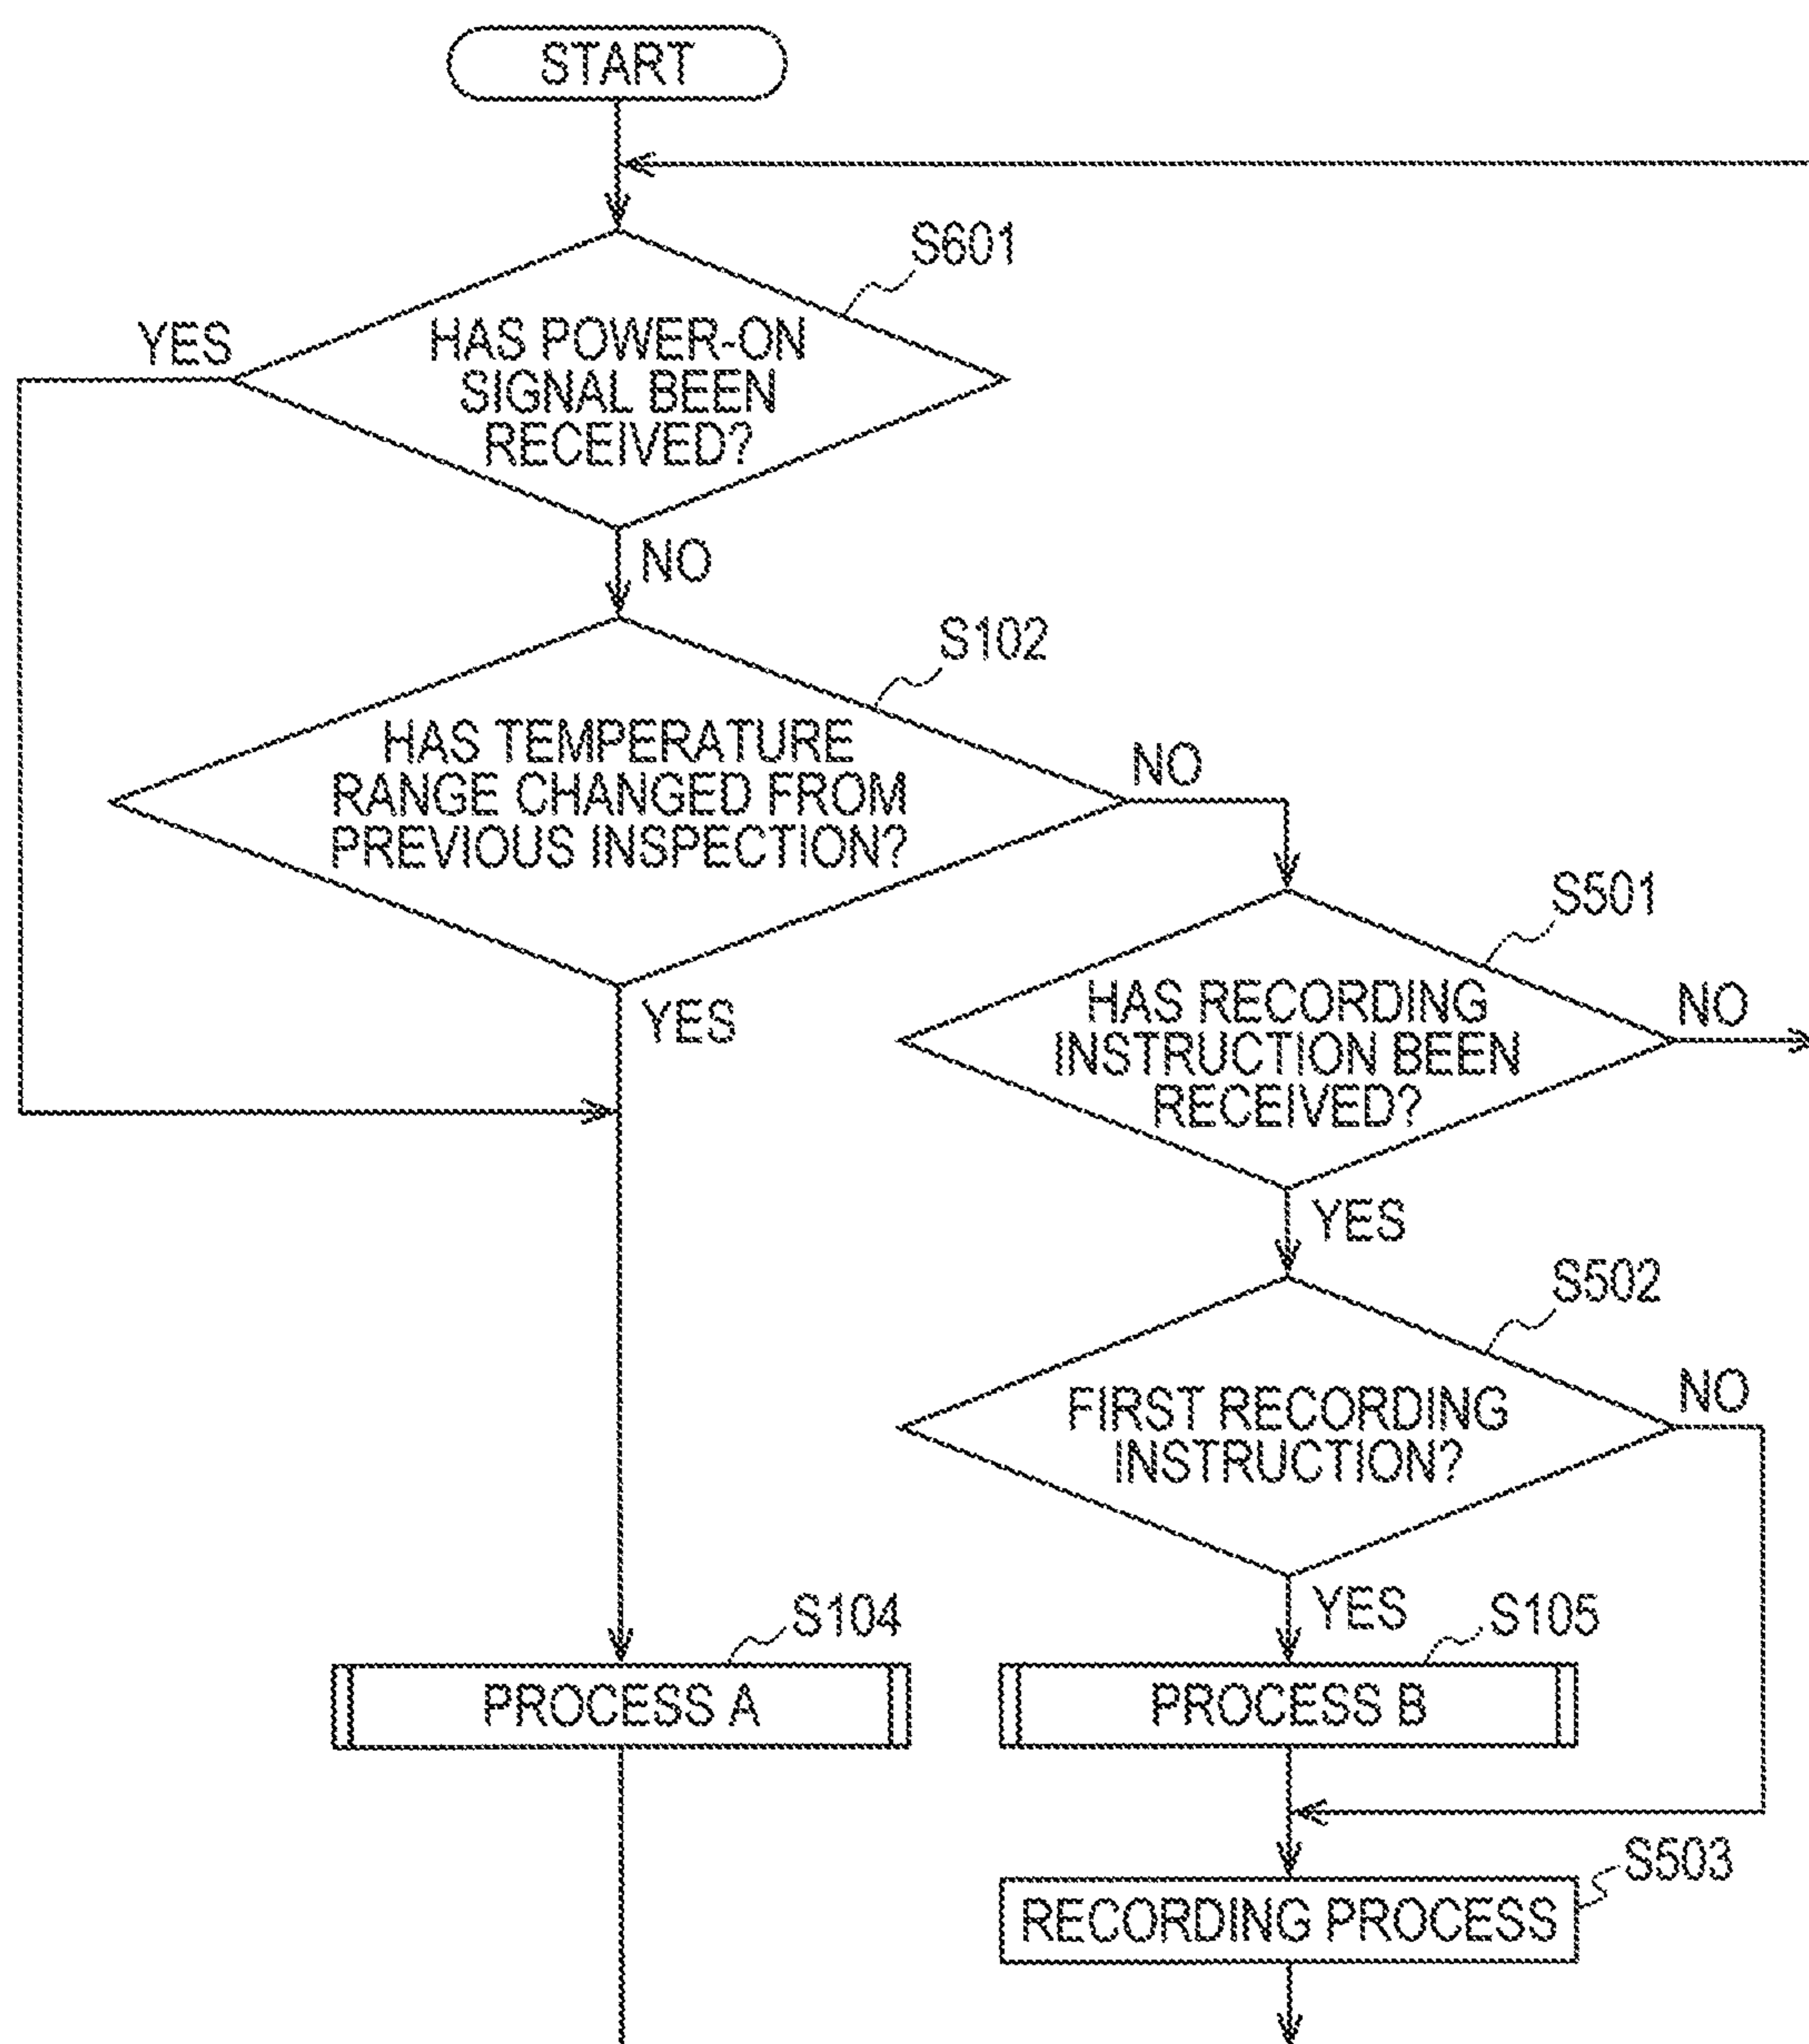 START
S601
YES
HAS POWER-ON
SIGNAL BEEN
RECEIVED?
NO
S102
HAS TEMPERATURE
RANGE CHANGED FROM
PREVIOUS INSPECTION?
NO
YES
S501
HAS RECORDING
INSTRUCTION BEEN
RECEIVED?
NO
YES
S502
FIRST RECORDING
INSTRUCTION?
NO
YES
S104
PROCESS A
S105
PROCESS B
S503
RECORDING PROCESS